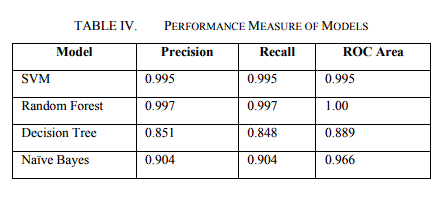 TABLE IV. PERFORMANCE MEASURE OF MODELS
Model Precision Recall ROC Area
SVM 0.995 0.995 0.995
Random Forest 0.997 0.997 1.00
Decision Tree 0.851 0.848 0.889
Naïve Bayes 0.904 0.904 0.966